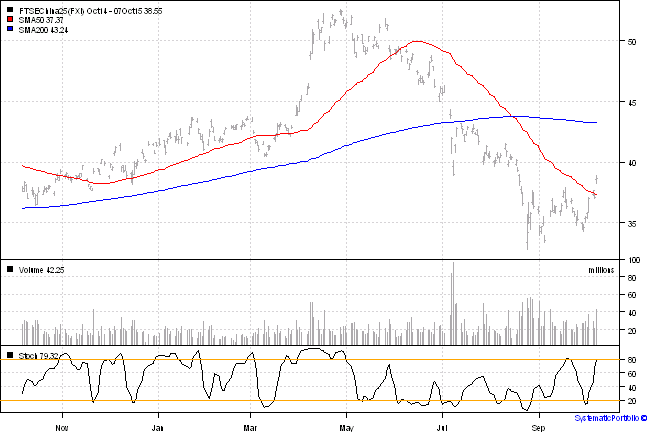 FTSEChina25(FXI) Oct14 - 07Oct15 38.55
SMA50 37.37
SMA200 43.24
50
45
40
35
Volume 42.25
millions
100
80
60
40
20
Stoch 79.32
80
60
40
20
Nov Jan Mar May Jul Sep
SystematicPortfolio ©